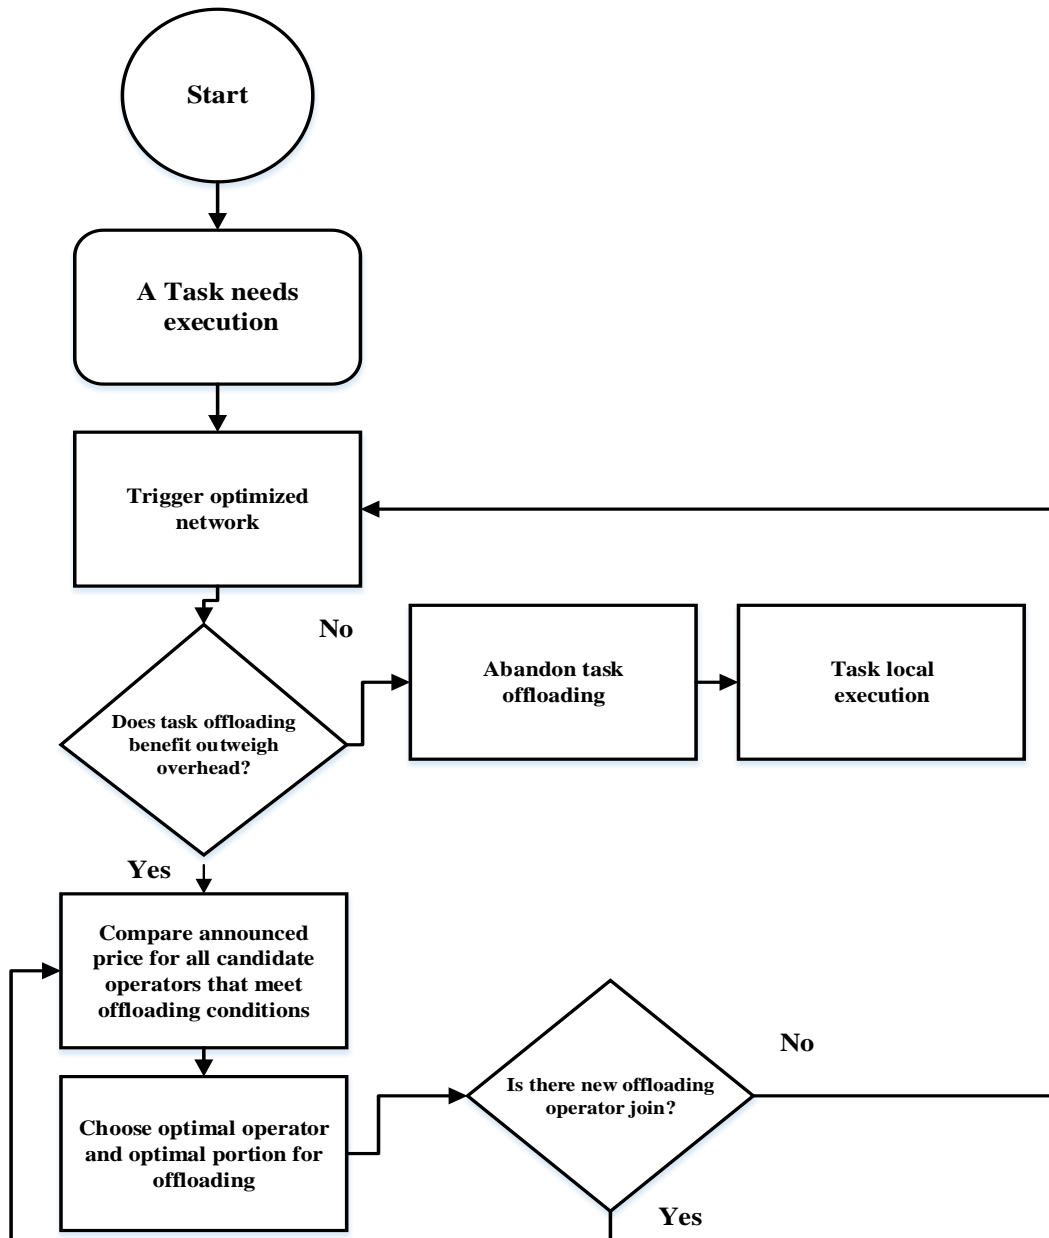 Start
A Task needs
execution
Trigger optimized
network
No
Abandon task
offloading
Task local
execution
Does task offloading
benefit outweigh
overhead?
Yes
Compare announced
price for all candidate
operators that meet
offloading conditions
No
Is there new offloading
operator join?
Choose optimal operator
and optimal portion for
offloading
Yes